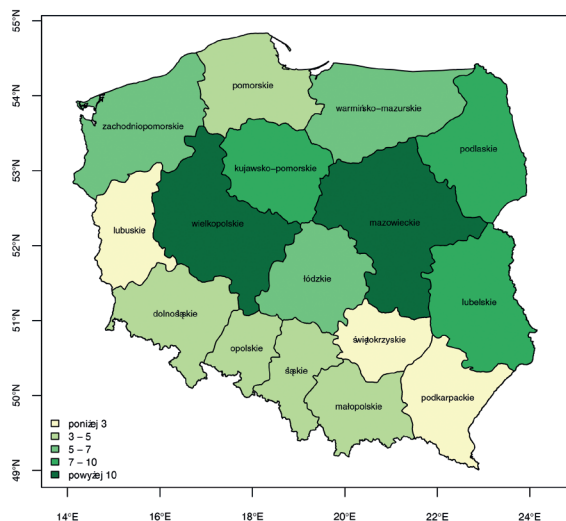 55°N
54°N
53°N
52°N
51°N
50°N
49°N
pomorskie
warmińsko−mazurskie
zachodniopomorskie
podlaskie
kujawsko−pomorskie
lubuskie
wielkopolskie
mazowieckie
łódzkie
lubelskie
dolnośląskie
świętokrzyskie
opolskie
śląskie
podkarpackie
małopolskie
poniżej 3
3 − 5
5 − 7
7 − 10
powyżej 10
14°E 16°E 18°E 20°E 22°E 24°E